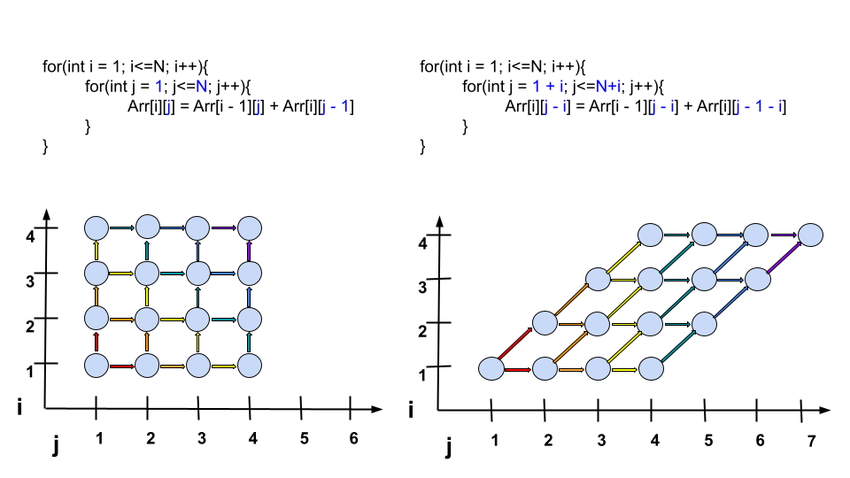 for(int i = 1; i<=N; i++){
for(int j = 1; j<=N; j++){
Arr[i][j] = Arr[i - 1][j] + Arr[i][j - 1]
}
}
for(int i = 1; i<=N; i++){
for(int j = 1 + i; j<=N+i; j++){
Arr[i][j - i] = Arr[i - 1][j - i] + Arr[i][j - 1 - i]
}
}
4
3
2
1
i
j
1 2 3 4 5 6
4
3
2
1
i
j
1 2 3 4 5 6 7